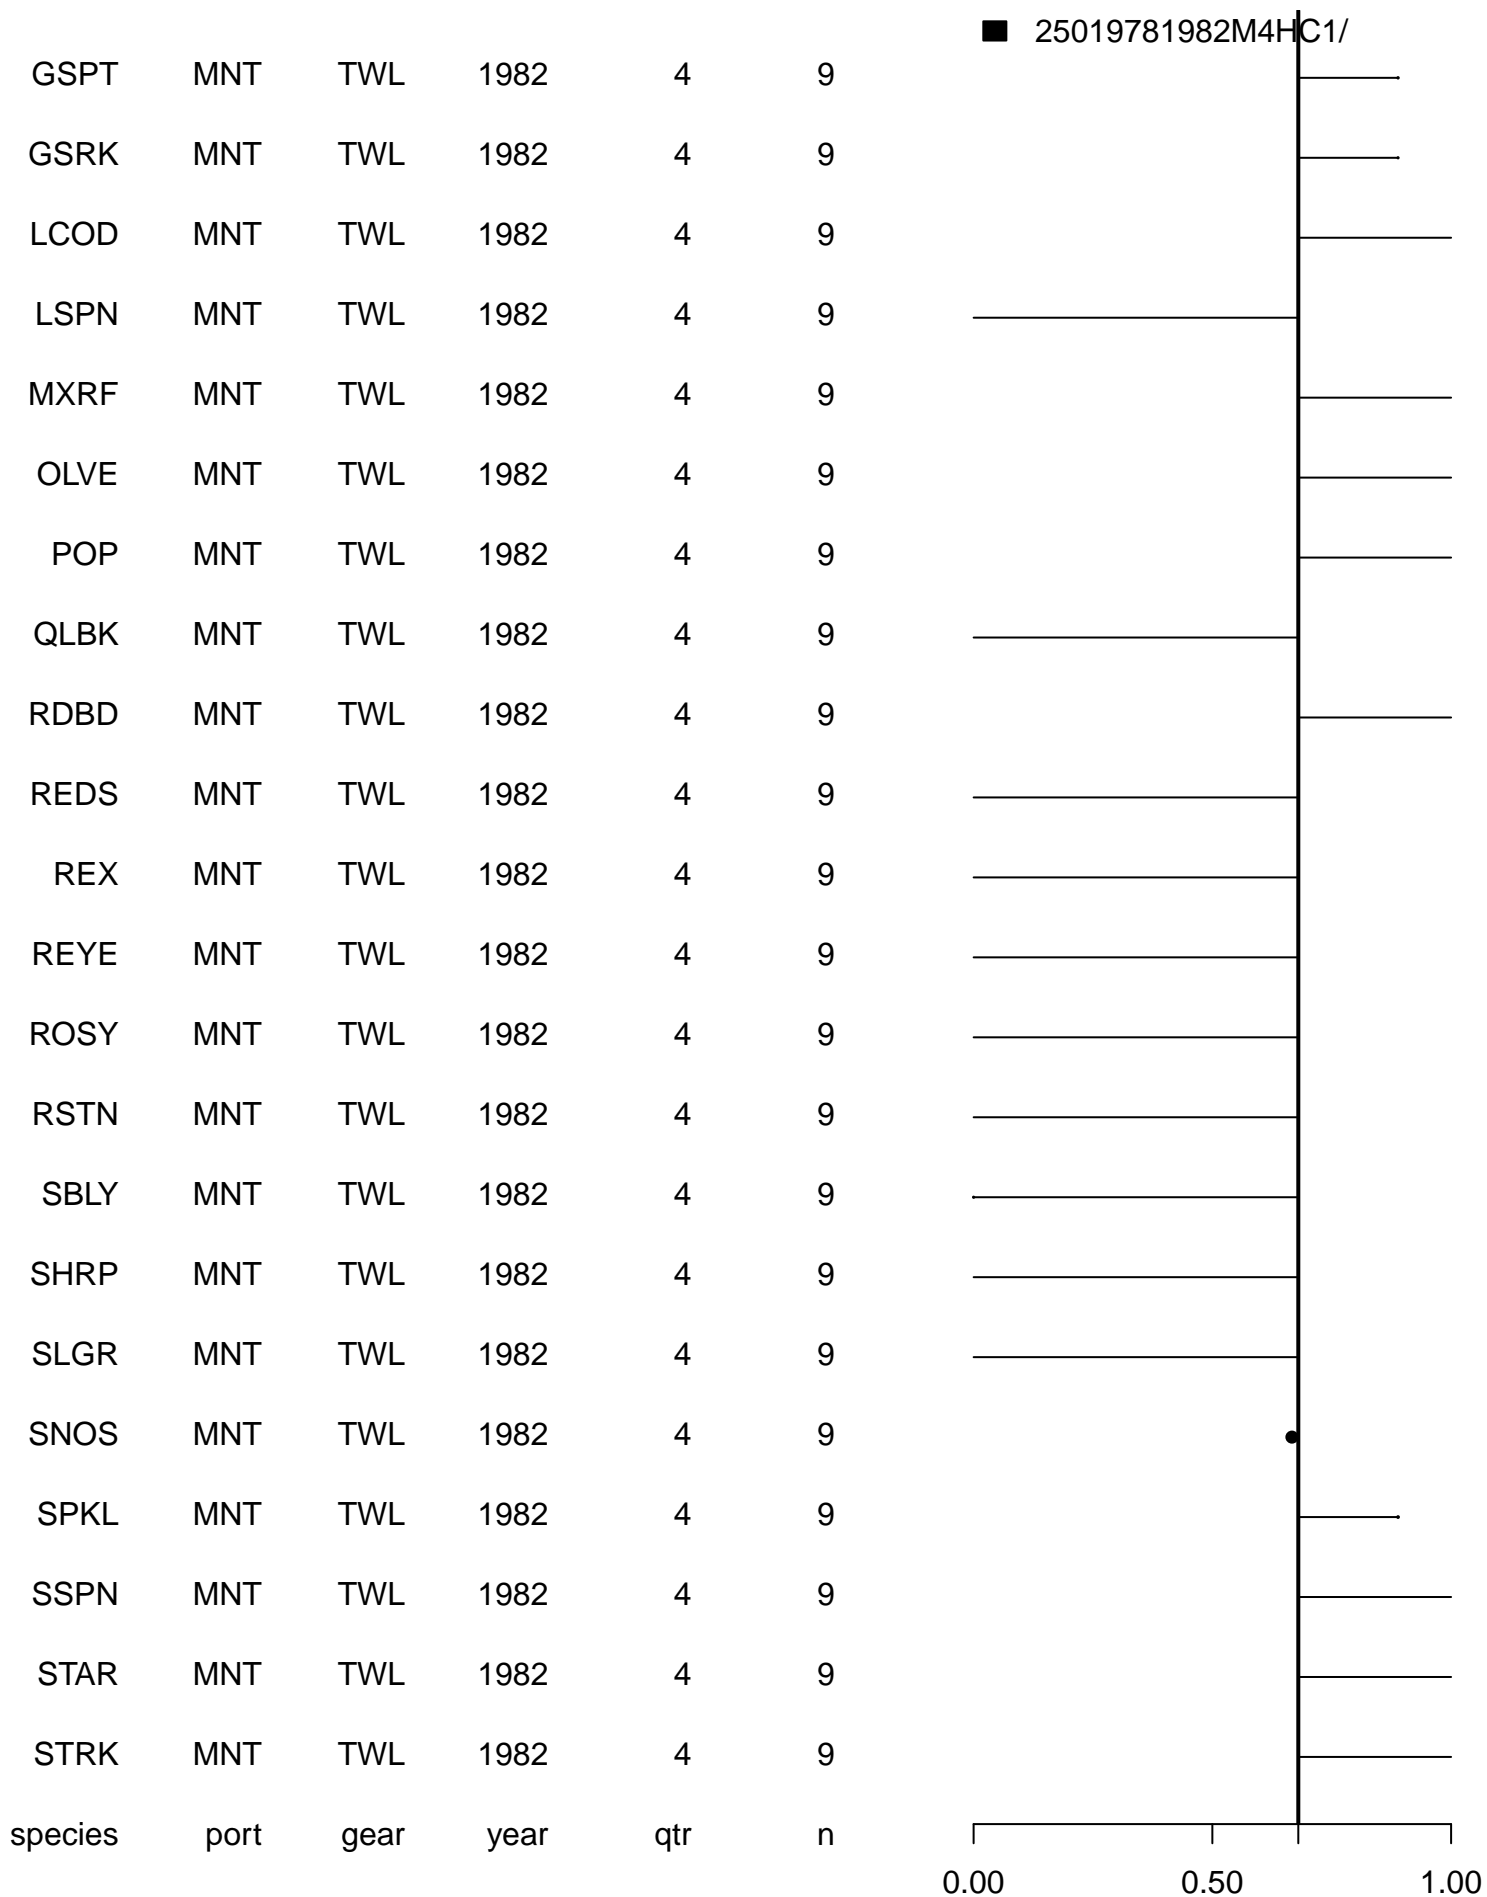 25019781982M4HC1/
GSPT MNT TWL 1982 4 9
GSRK MNT TWL 1982 4 9
LCOD MNT TWL 1982 4 9
LSPN MNT TWL 1982 4 9
MXRF MNT TWL 1982 4 9
OLVE MNT TWL 1982 4 9
POP MNT TWL 1982 4 9
QLBK MNT TWL 1982 4 9
RDBD MNT TWL 1982 4 9
REDS MNT TWL 1982 4 9
REX MNT TWL 1982 4 9
REYE MNT TWL 1982 4 9
ROSY MNT TWL 1982 4 9
RSTN MNT TWL 1982 4 9
SBLY MNT TWL 1982 4 9
SHRP MNT TWL 1982 4 9
SLGR MNT TWL 1982 4 9
SNOS MNT TWL 1982 4 9
SPKL MNT TWL 1982 4 9
SSPN MNT TWL 1982 4 9
STAR MNT TWL 1982 4 9
STRK MNT TWL 1982 4 9
species port gear year qtr n
0.00 0.50 1.00